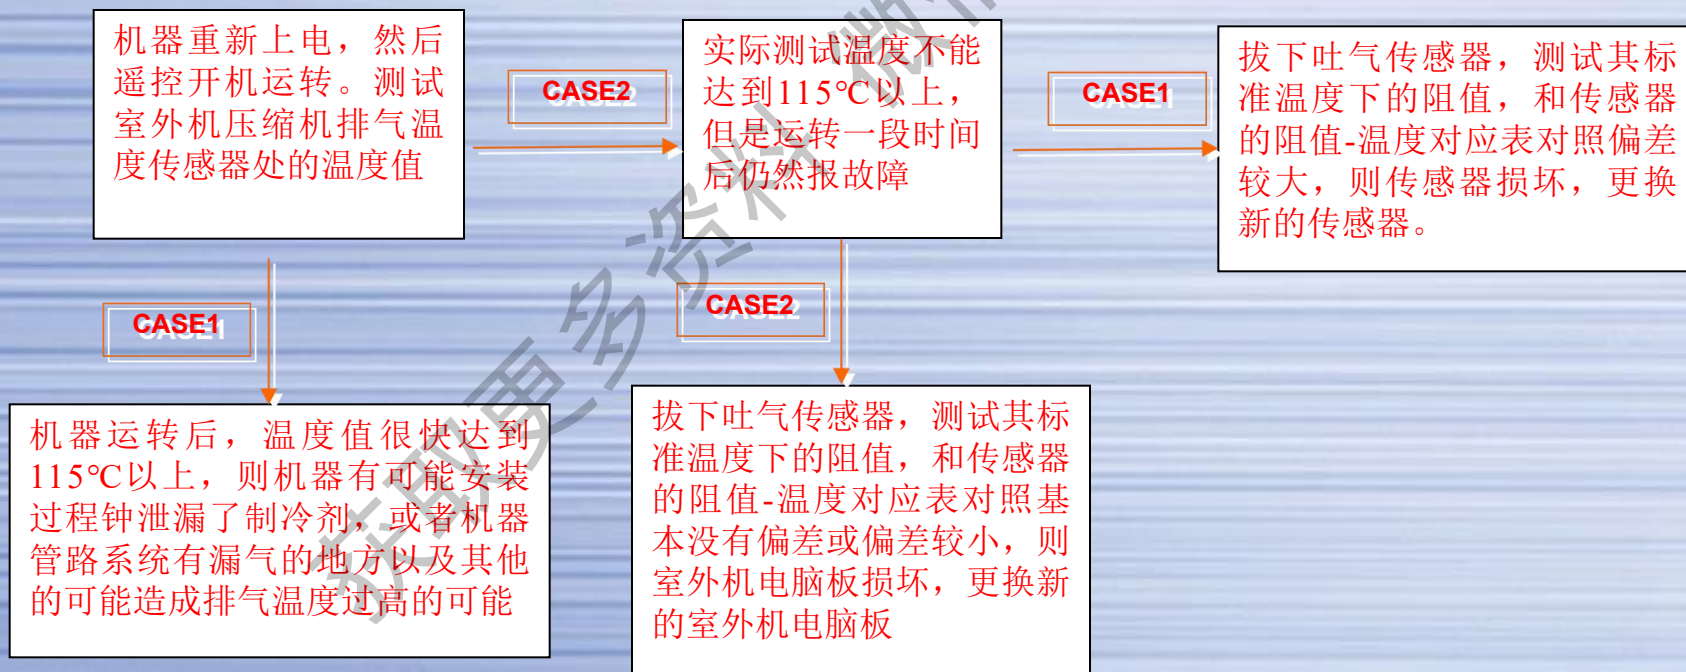 机器重新上电，然后
遥控开机运转。测试
室外机压缩机排气温
度传感器处的温度值
CASE2
实际测试温度不能
达到115℃以上，
但是运转一段时间
后仍然报故障
CASE1
拔下吐气传感器，测试其标
准温度下的阻值，和传感器
的阻值-温度对应表对照偏差
较大，则传感器损坏，更换
新的传感器。
CASE1
CASE2
机器运转后，温度值很快达到
115℃以上，则机器有可能安装
过程钟泄漏了制冷剂，或者机器
管路系统有漏气的地方以及其他
的可能造成排气温度过高的可能
拔下吐气传感器，测试其标
准温度下的阻值，和传感器
的阻值-温度对应表对照基
本没有偏差或偏差较小，则
室外机电脑板损坏，更换新
的室外机电脑板
获取更多资料 微